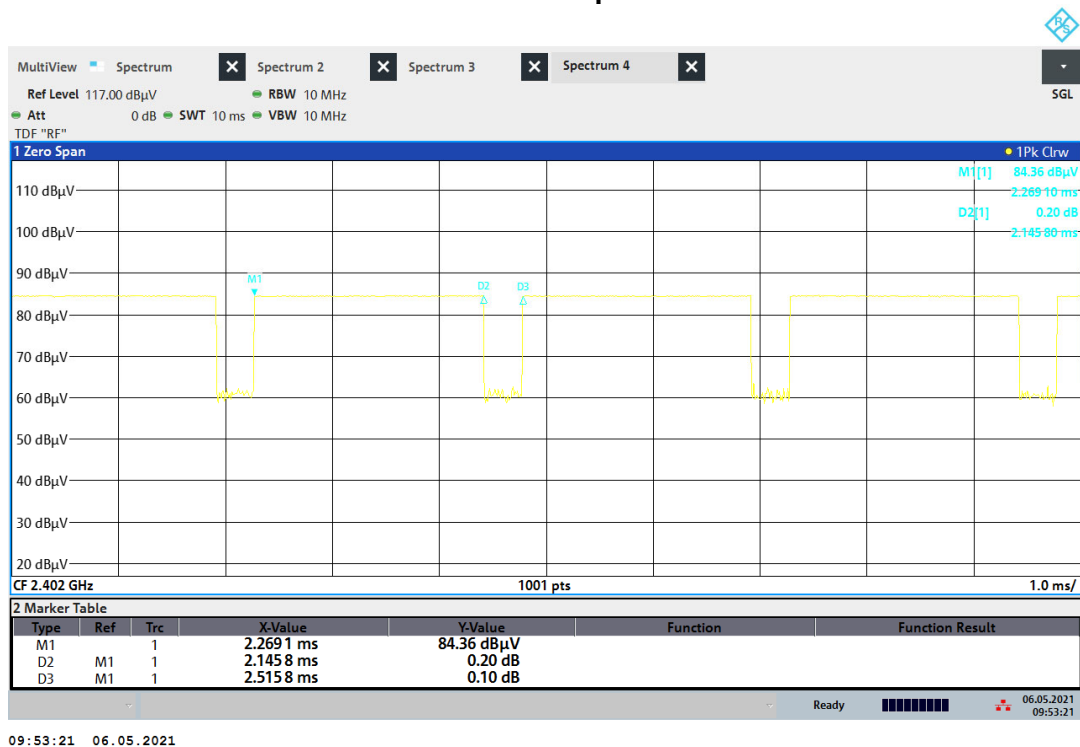 R&S
MultiView Spectrum Spectrum 2 Spectrum 3 Spectrum 4
Ref Level 117.00 dBµV RBW 10 MHz SGL
Att 0 dB SWT 10 ms VBW 10 MHz
TDF "RF"
1 Zero Span 1Pk Clrw
M1[1] 84.36 dBµV
2.26910 ms
D2[1] 0.20 dB
2.14580 ms
110 dBµV
100 dBµV
90 dBµV
M1
D2 D3
80 dBµV
70 dBµV
60 dBµV
50 dBµV
40 dBµV
30 dBµV
20 dBµV
CF 2.402 GHz 1001 pts 1.0 ms/
2 Marker Table
Type Ref Trc X-Value Y-Value Function Function Result
M1 1 2.2691 ms 84.36 dBµV
D2 M1 1 2.1458 ms 0.20 dB
D3 M1 1 2.5158 ms 0.10 dB
Ready 06.05.2021
09:53:21
09:53:21 06.05.2021